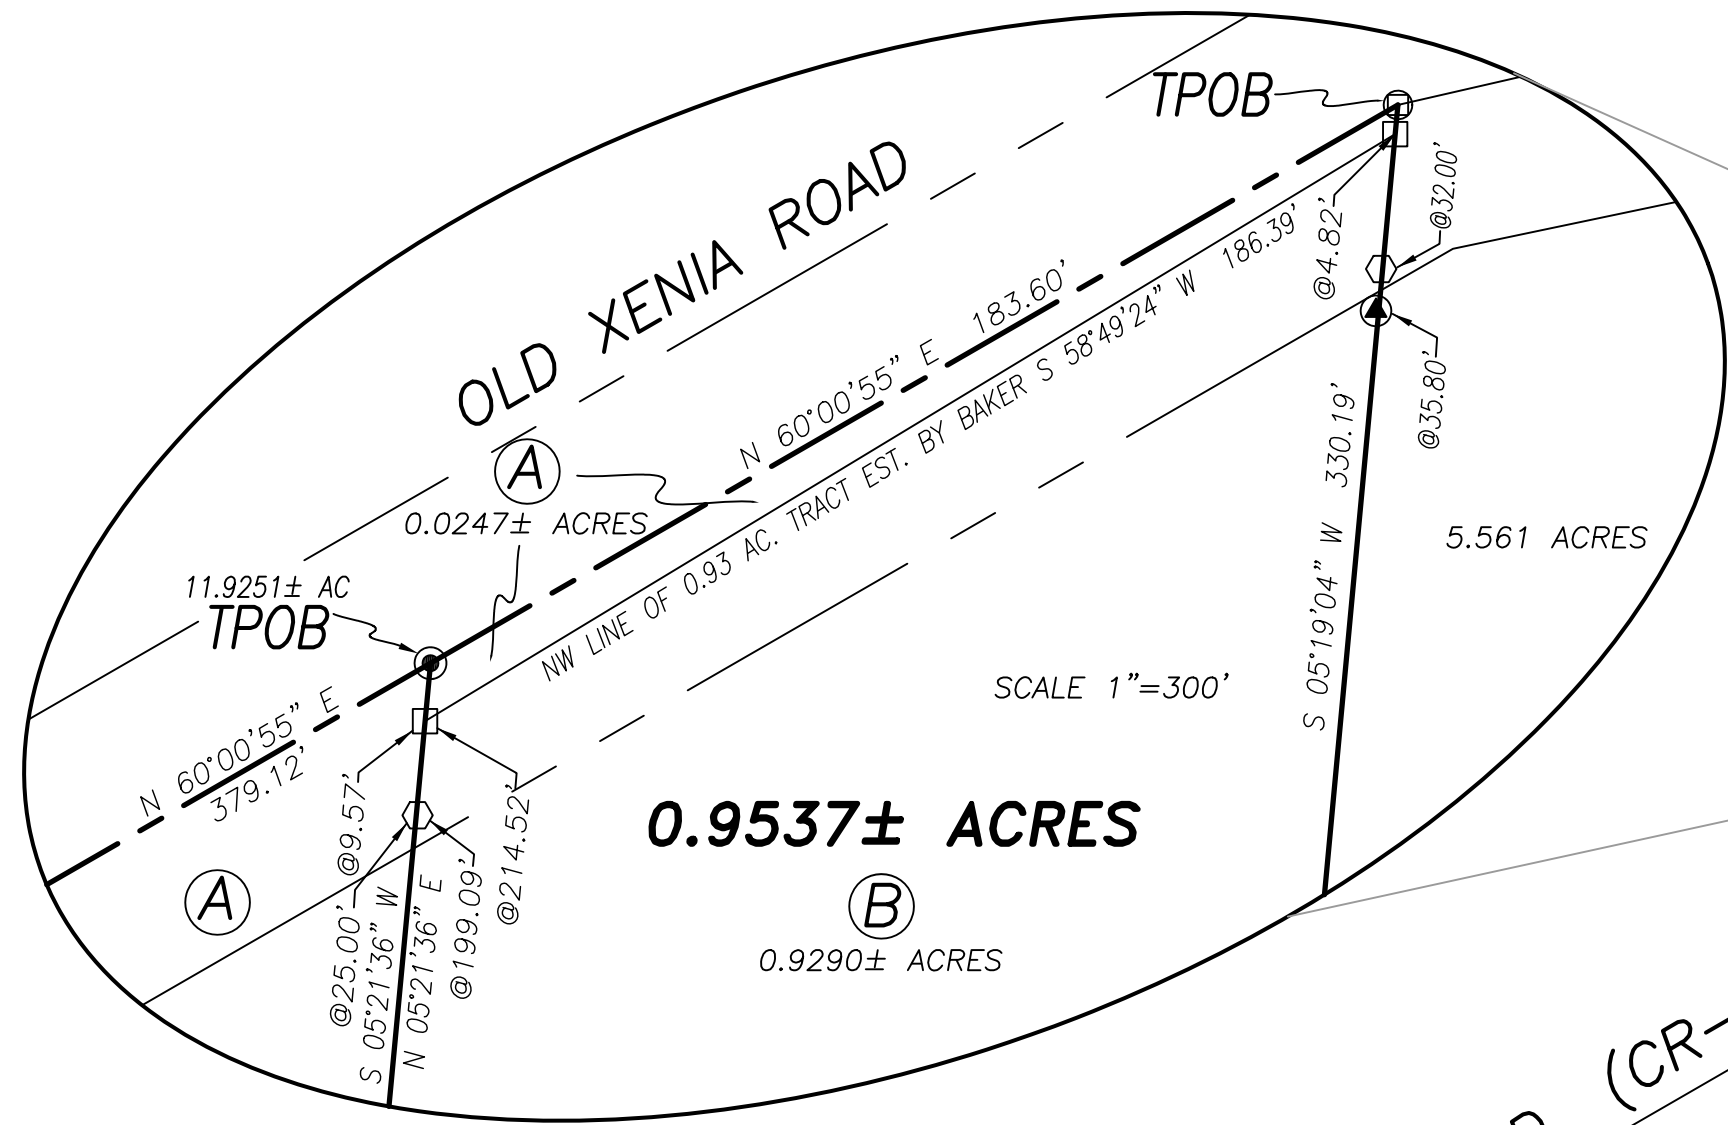 TPOB
OLD XENIA ROAD
@32.00'
@4.82'
N 60°00'55" E 183.60'
NW LINE OF 0.93 AC. TRACT EST. BY BAKER S 58°49'24" W 186.39'
@35.80'
A
0.0247± ACRES
S 05°19'04" W 330.19'
5.561 ACRES
11.9251± AC
TPOB
SCALE 1"=300'
N 60°00'55" E
379.12'
@9.57'
@214.52'
0.9537± ACRES
A
B
0.9290± ACRES
@25.00'
S 05°21'36" W
N 05°21'36" E
@199.09'
(CR-